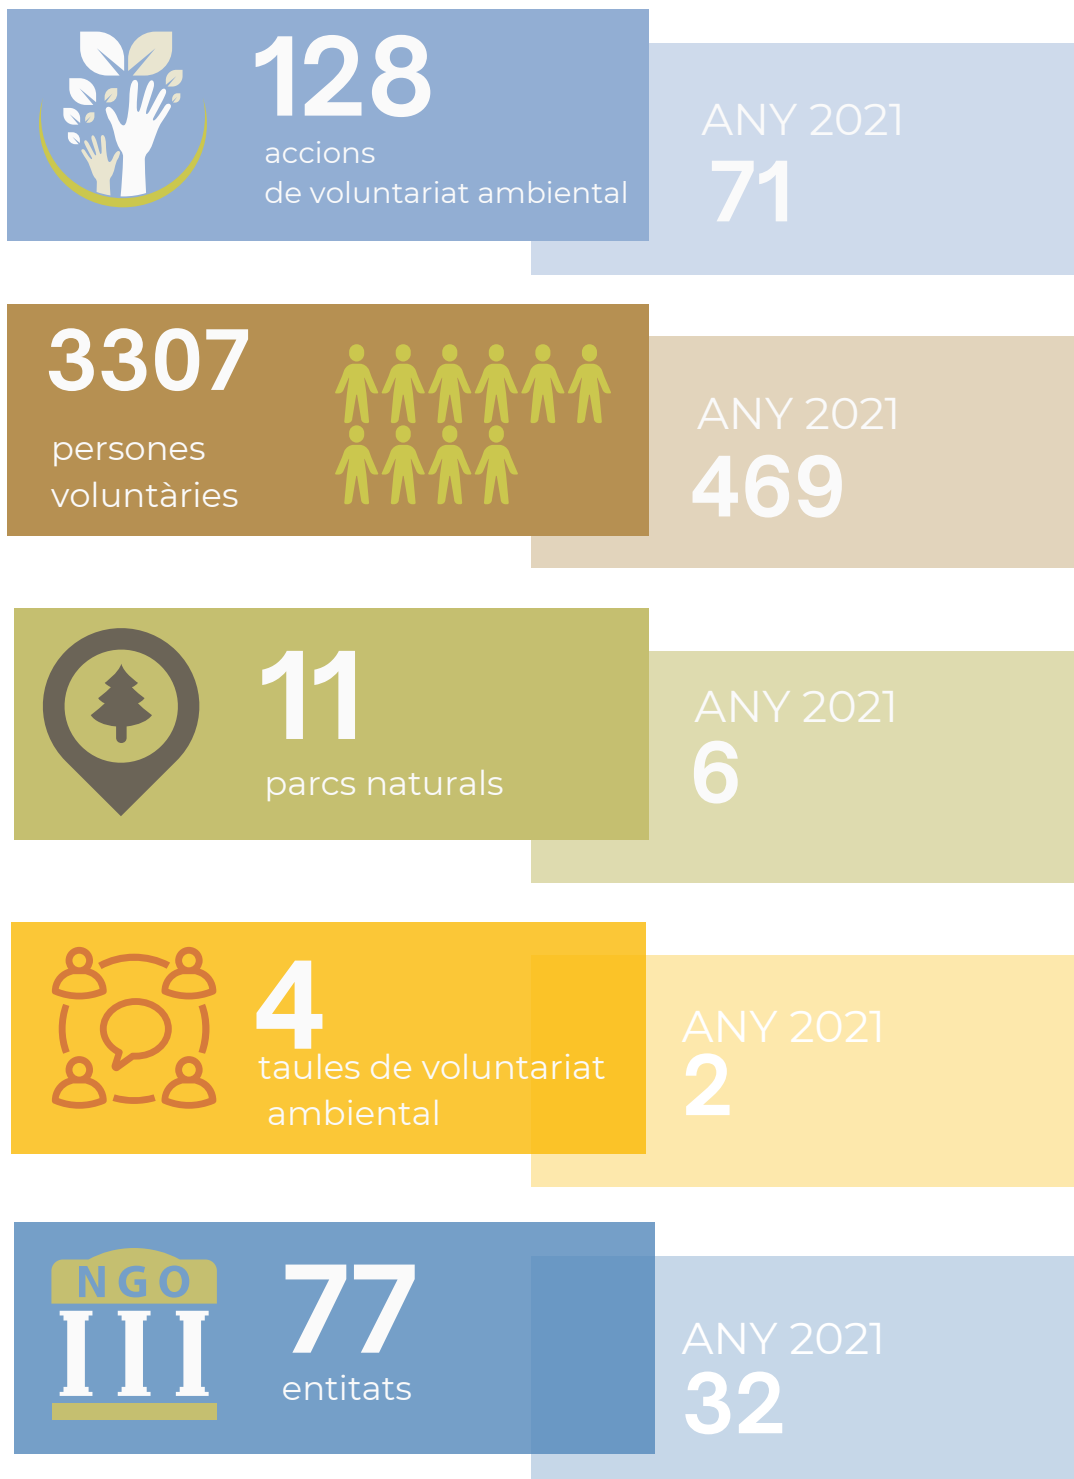 128
accions
de voluntariat ambiental
ANY 2021
71
3307
persones
voluntàries
ANY 2021
469
11
parcs naturals
ANY 2021
6
4
taules de voluntariat
ambiental
ANY 2021
2
NGO
77
entitats
ANY 2021
32